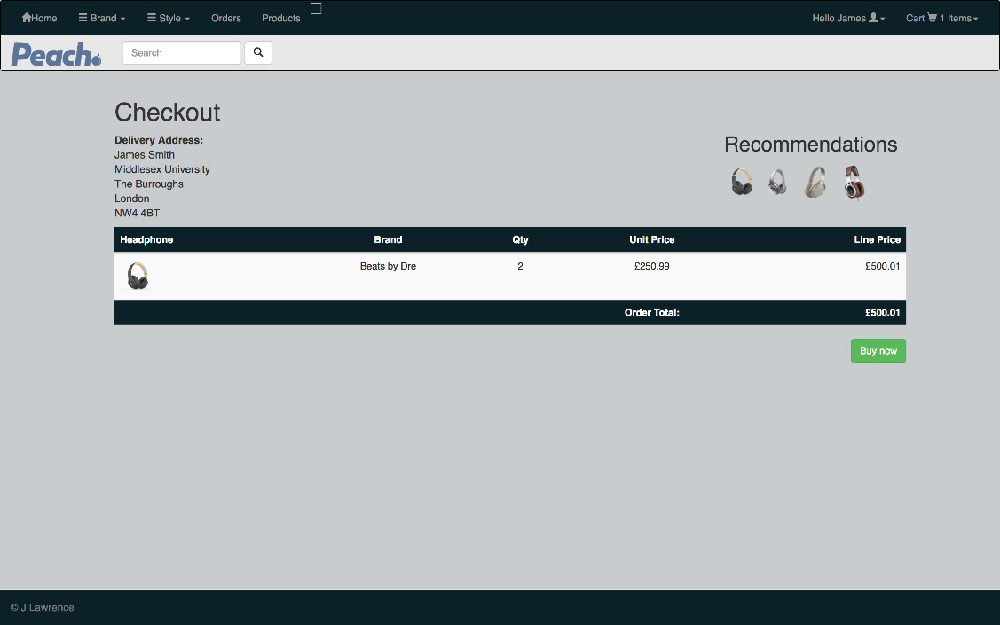 Home Brand Style Orders Products Hello James Cart 1 Items
Peach.
Search
Checkout
Delivery Address:
James Smith
Middlesex University
The Burroughs
London
NW4 4BT
Recommendations
Headphone Brand Qty Unit Price Line Price
Beats by Dre 2 £250.99 £500.01
Order Total: £500.01
Buy now
© J Lawrence